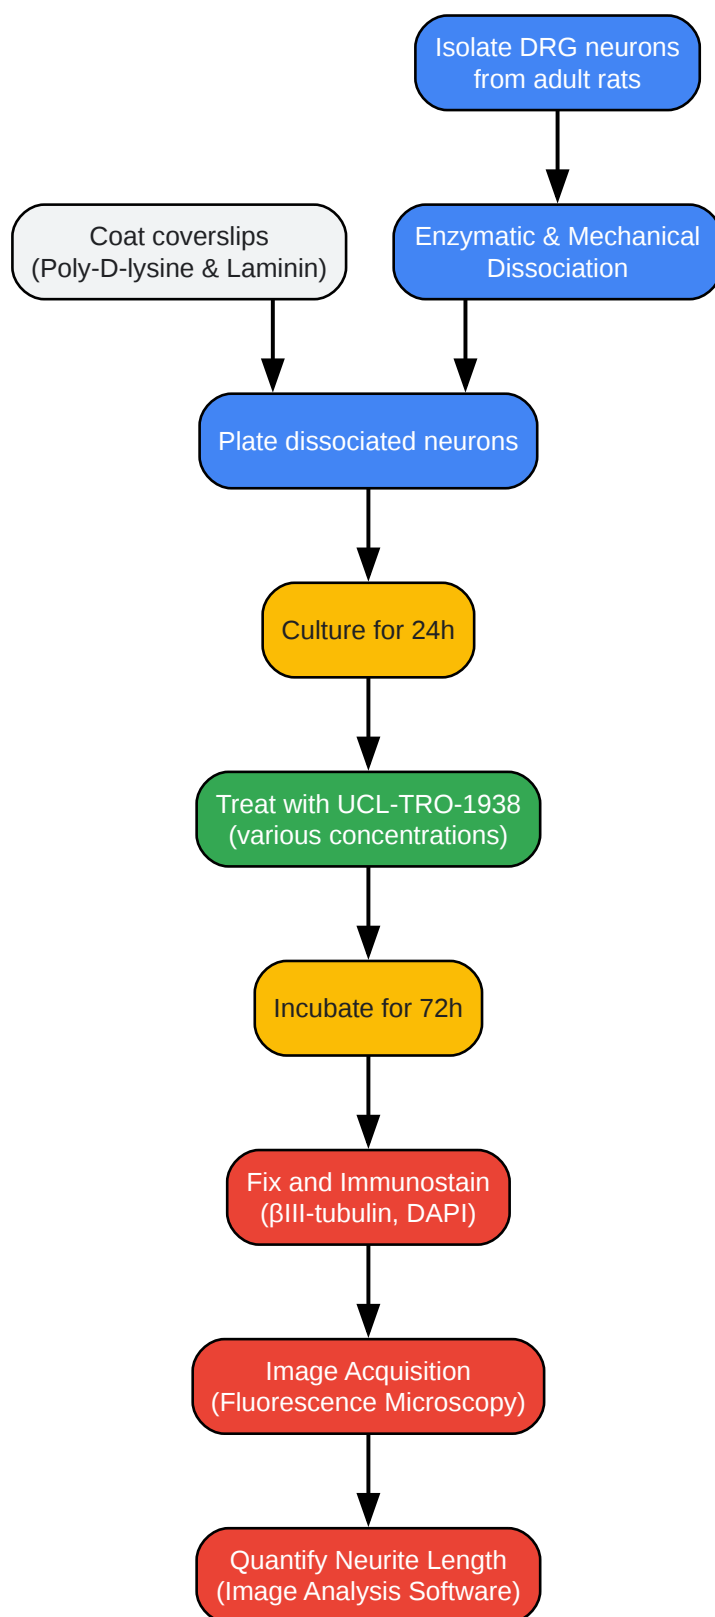 Isolate DRG neurons
from adult rats
Coat coverslips
(Poly-D-lysine & Laminin)
Enzymatic & Mechanical
Dissociation
Plate dissociated neurons
Culture for 24h
Treat with UCL-TRO-1938
(various concentrations)
Incubate for 72h
Fix and Immunostain
(βIII-tubulin, DAPI)
Image Acquisition
(Fluorescence Microscopy)
Quantify Neurite Length
(Image Analysis Software)